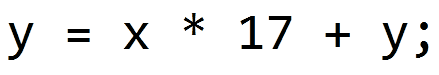 y = x * 17 + y;